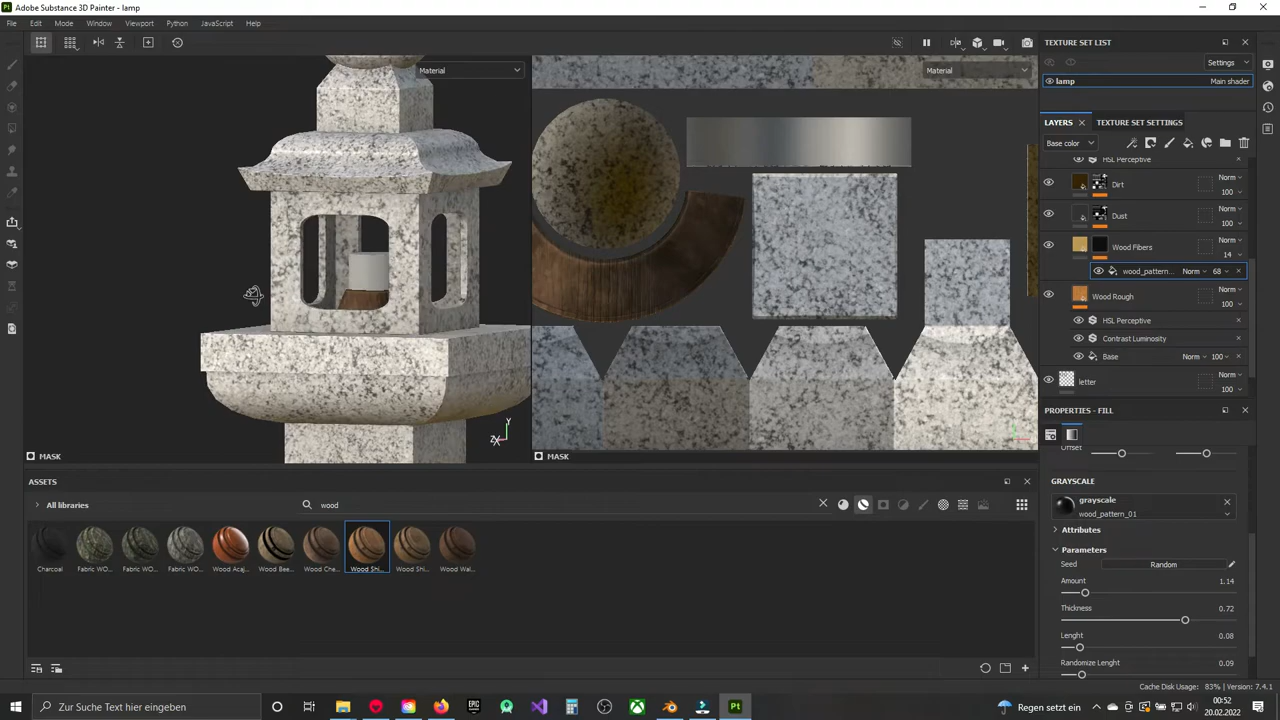 Adobe Substance 3D Painter - lamp
File Edit Mode Window Viewport Python JavaScript Help
Material
Material
Y
MASK
MASK
TEXTURE SET LIST
Settings
lamp Main shader
LAYERS TEXTURE SET SETTINGS
Base color
HSL Perceptive
Dirt Norm
100
Dust Norm
100
Wood Fibers Norm
14
wood_pattern... Norm 68
Wood Rough Norm
100
HSL Perceptive
Contrast Luminosity
Base Norm 100
letter Norm
100
PROPERTIES - FILL
Offset
GRAYSCALE
grayscale
wood_pattern_01
Attributes
Parameters
Seed Random
Amount 1.14
Thickness 0.72
Lenght 0.08
Randomize Lenght 0.09
ASSETS
All libraries wood
Charcoal Fabric WO... Fabric WO... Fabric WO... Wood Acaj... Wood Bee... Wood Che... Wood Shi... Wood Shi... Wood Wal...
Cache Disk Usage: 83% | Version: 7.4.1
Suchtext hier eingeben
EPIC
Pt
Regen setzt ein
00:52
20.02.2022